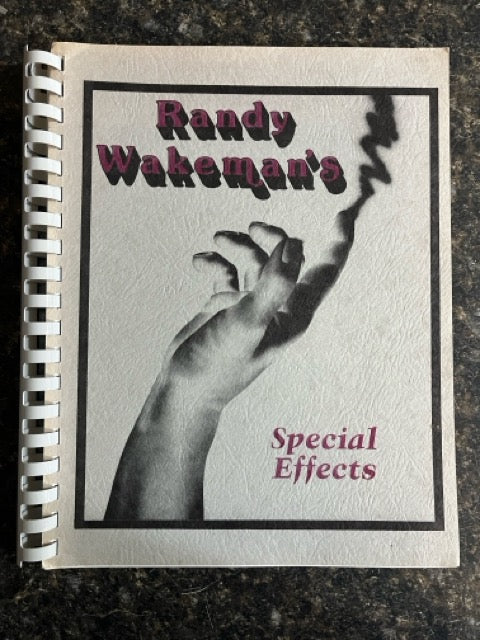 Randy
Wakeman's
Special
Effects